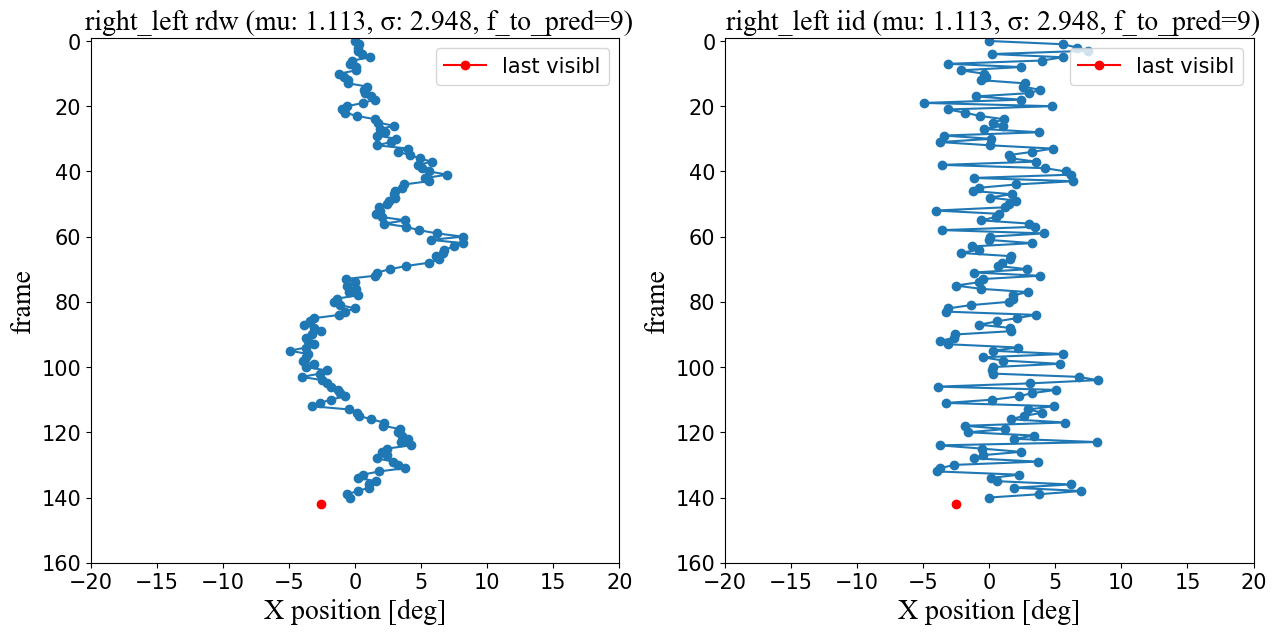 right_left rdw (mu: 1.113, σ: 2.948, f_to_pred=9)
last visibl
0
20
40
60
80
100
120
140
160
frame
−20 −15 −10 −5 0 5 10 15 20
X position [deg]
right_left iid (mu: 1.113, σ: 2.948, f_to_pred=9)
last visibl
0
20
40
60
80
100
120
140
160
frame
−20 −15 −10 −5 0 5 10 15 20
X position [deg]